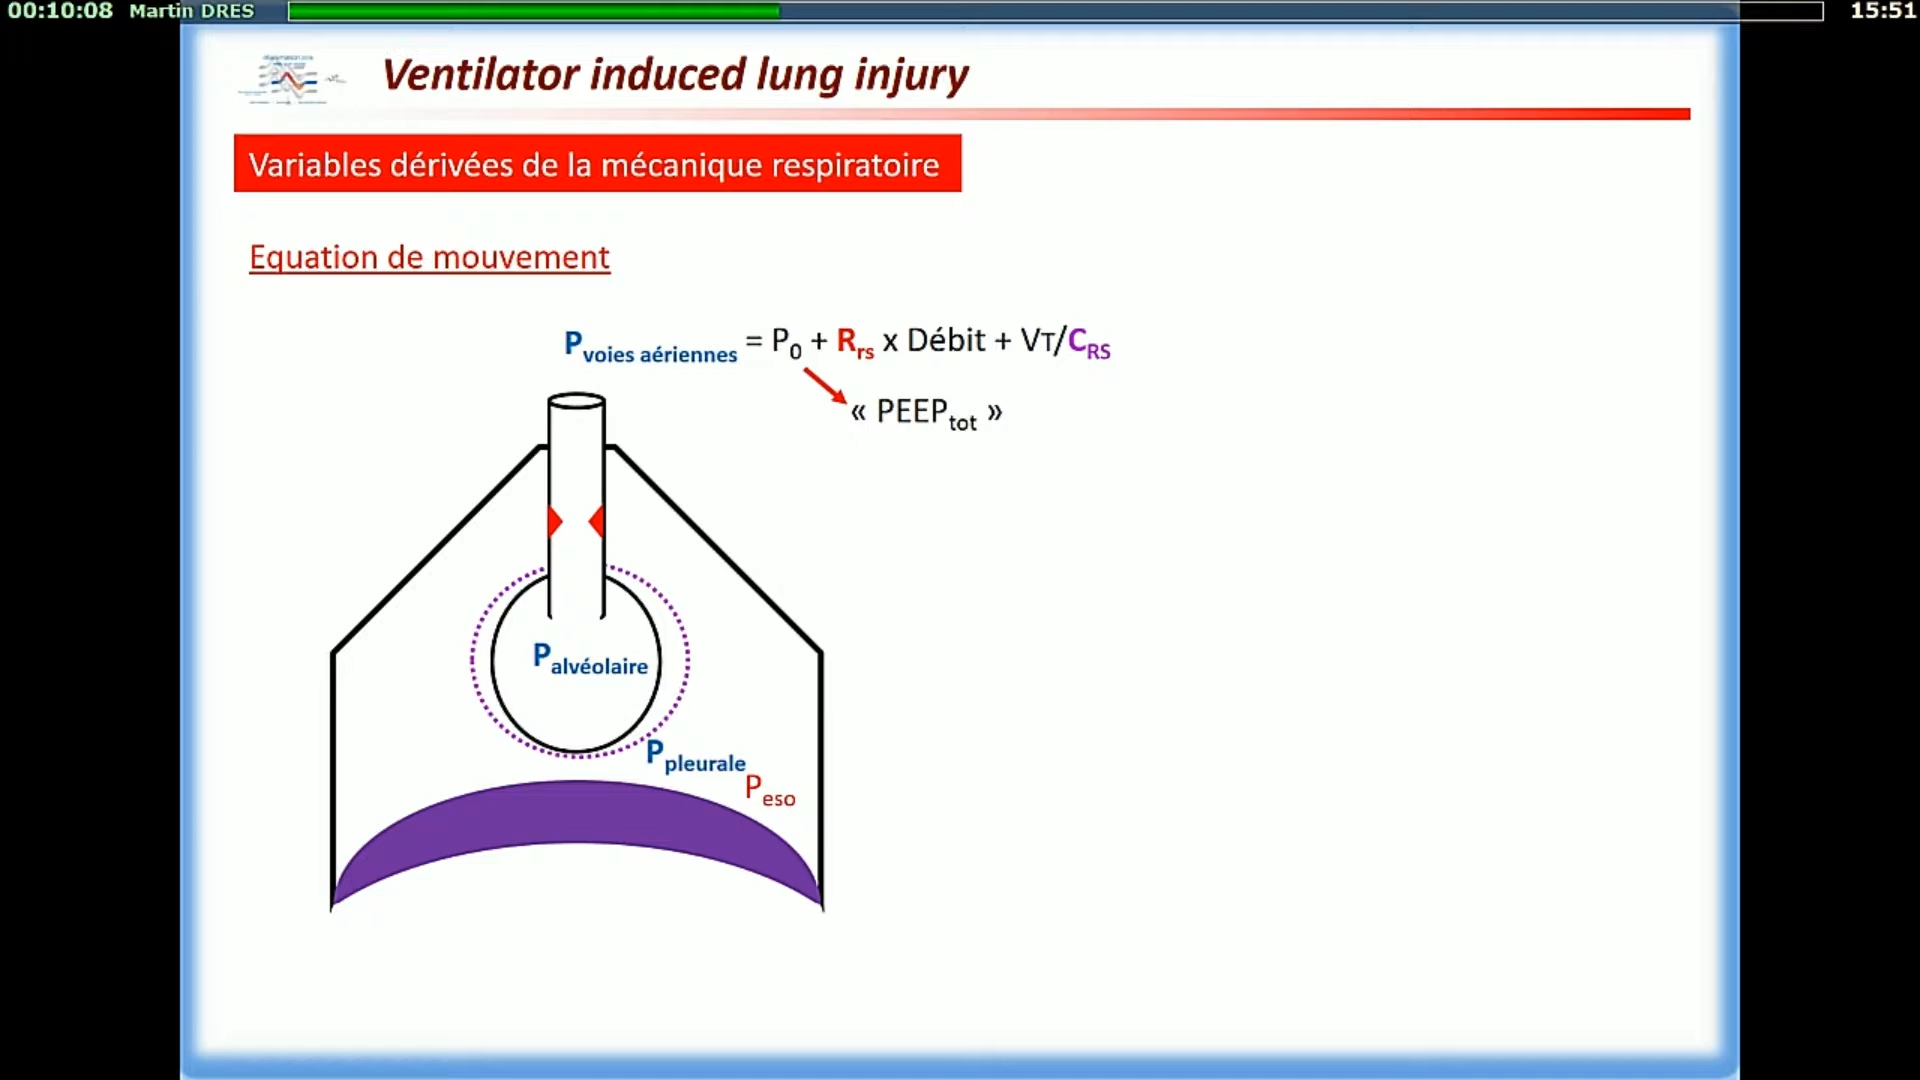 00:10:08 Martin DRES 15:51
Ventilator induced lung injury
Variables dérivées de la mécanique respiratoire
Equation de mouvement
P voies aériennes = P0 + Rrs x Débit + VT/CRS
« PEEPtot »
Palvéolaire
Ppleurale
Peso